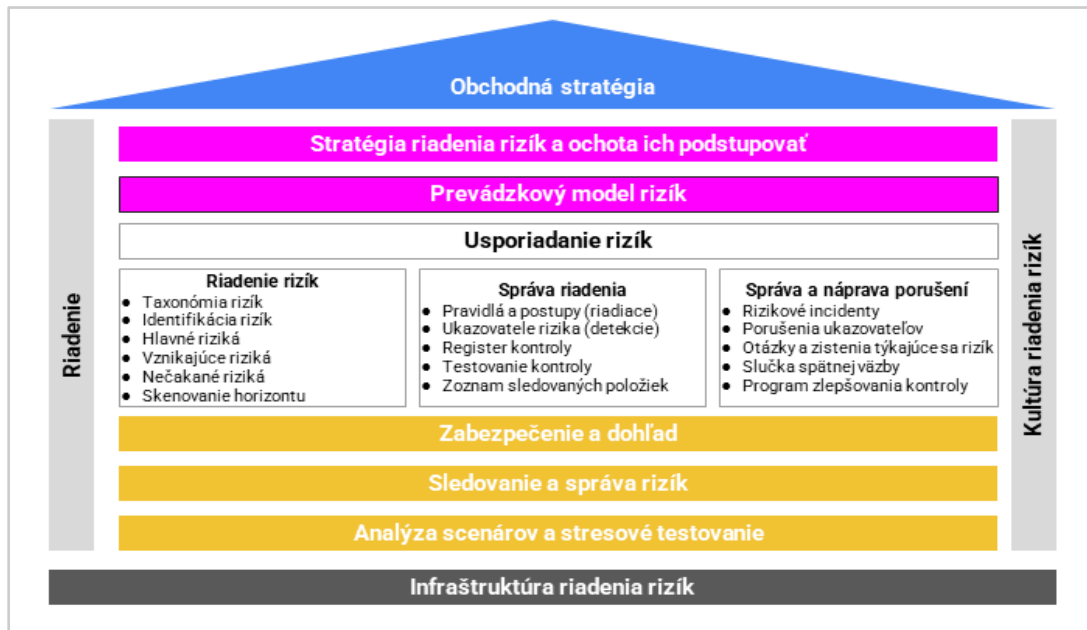 Obchodná stratégia
Riadenie
Stratégia riadenia rizík a ochota ich podstupovať
Prevádzkový model rizík
Usporiadanie rizík
Riadenie rizík
● Taxonómia rizík
● Identifikácia rizík
● Hlavné riziká
● Vznikajúce riziká
● Nečakané riziká
● Skenovanie horizontu
Správa riadenia
● Pravidlá a postupy (riadiace)
● Ukazovatele rizika (detekcie)
● Register kontroly
● Testovanie kontroly
● Zoznam sledovaných položiek
Správa a náprava porušení
● Rizikové incidenty
● Porušenia ukazovateľov
● Otázky a zistenia týkajúce sa rizík
● Slučka spätnej väzby
● Program zlepšovania kontroly
Zabezpečenie a dohľad
Sledovanie a správa rizík
Analýza scenárov a stresové testovanie
Kultúra riadenia rizík
Infraštruktúra riadenia rizík